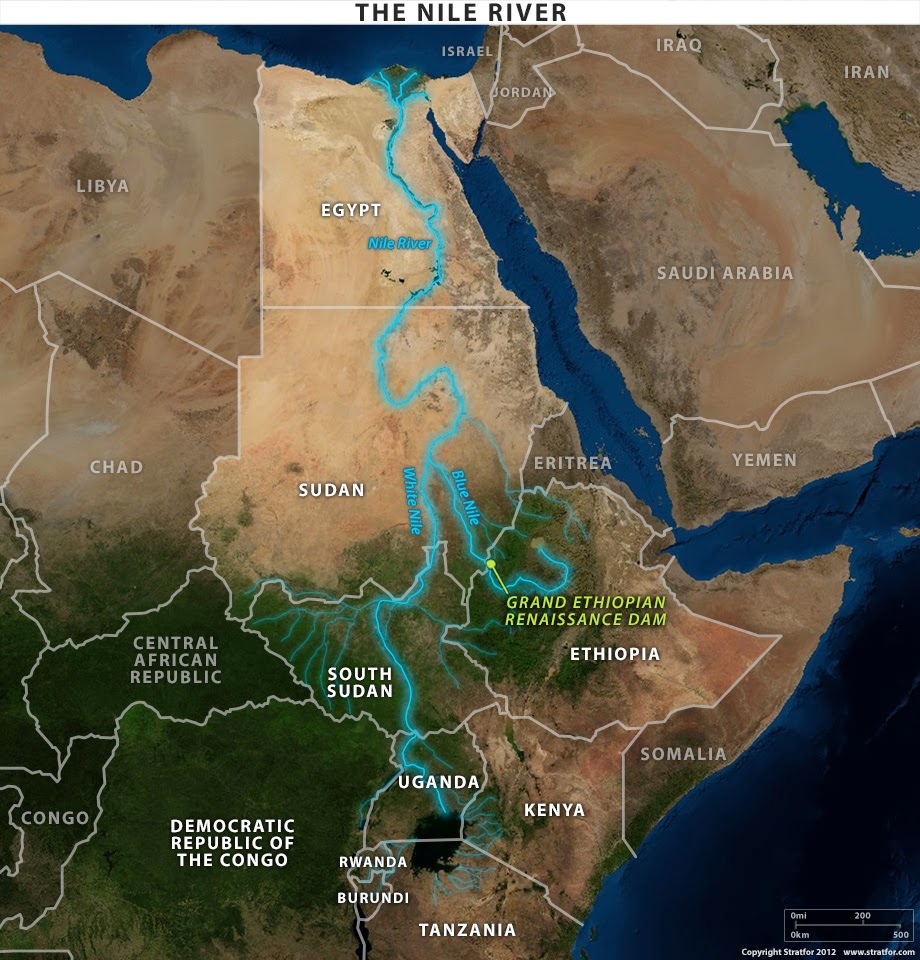 THE NILE RIVER
ISRAEL
IRAQ
IRAN
JORDAN
LIBYA
EGYPT
Nile River
SAUDI ARABIA
CHAD
SUDAN
White Nile
Blue Nile
ERITREA
YEMEN
GRAND ETHIOPIAN
RENAISSANCE DAM
CENTRAL
AFRICAN
REPUBLIC
SOUTH
SUDAN
ETHIOPIA
SOMALIA
UGANDA
KENYA
CONGO
DEMOCRATIC
REPUBLIC OF
THE CONGO
RWANDA
BURUNDI
TANZANIA
0mi 200
0km 500
Copyright Stratfor 2012 www.stratfor.com